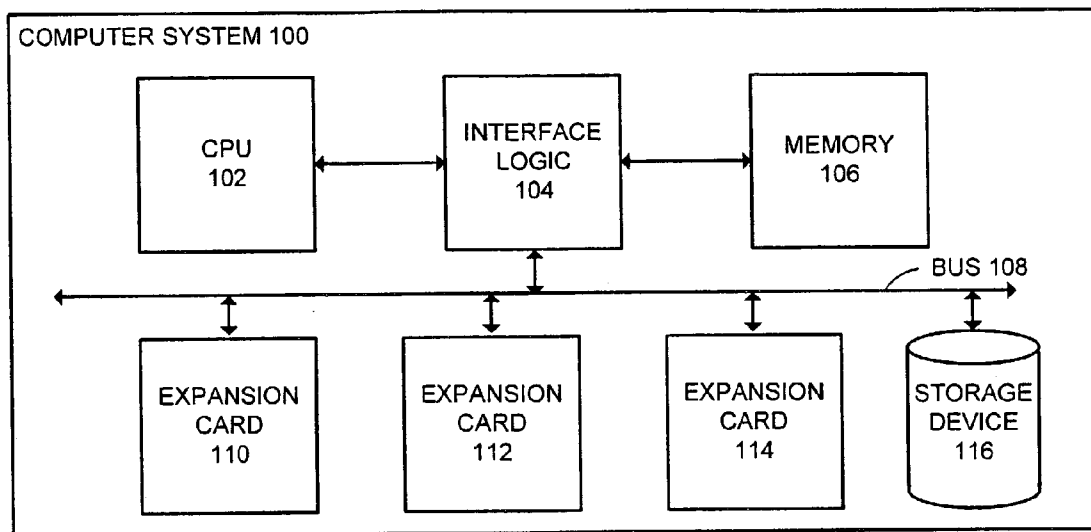 COMPUTER SYSTEM 100
CPU
102
INTERFACE
LOGIC
104
MEMORY
106
BUS 108
EXPANSION
CARD
110
EXPANSION
CARD
112
EXPANSION
CARD
114
STORAGE
DEVICE
116